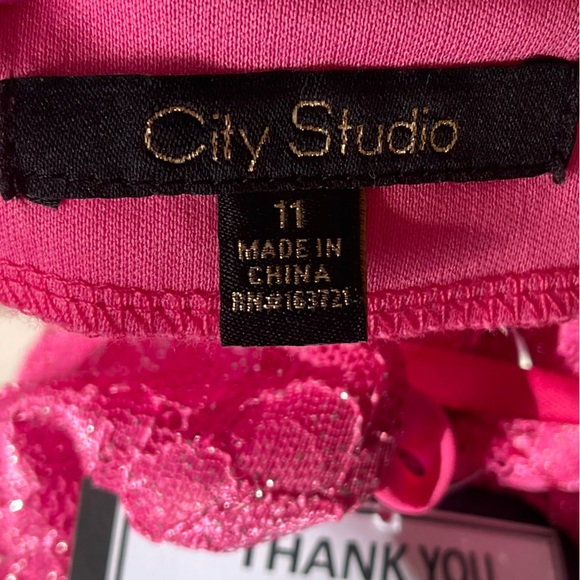 City Studio
11
MADE IN
CHINA
RN#163721
THANK YOU